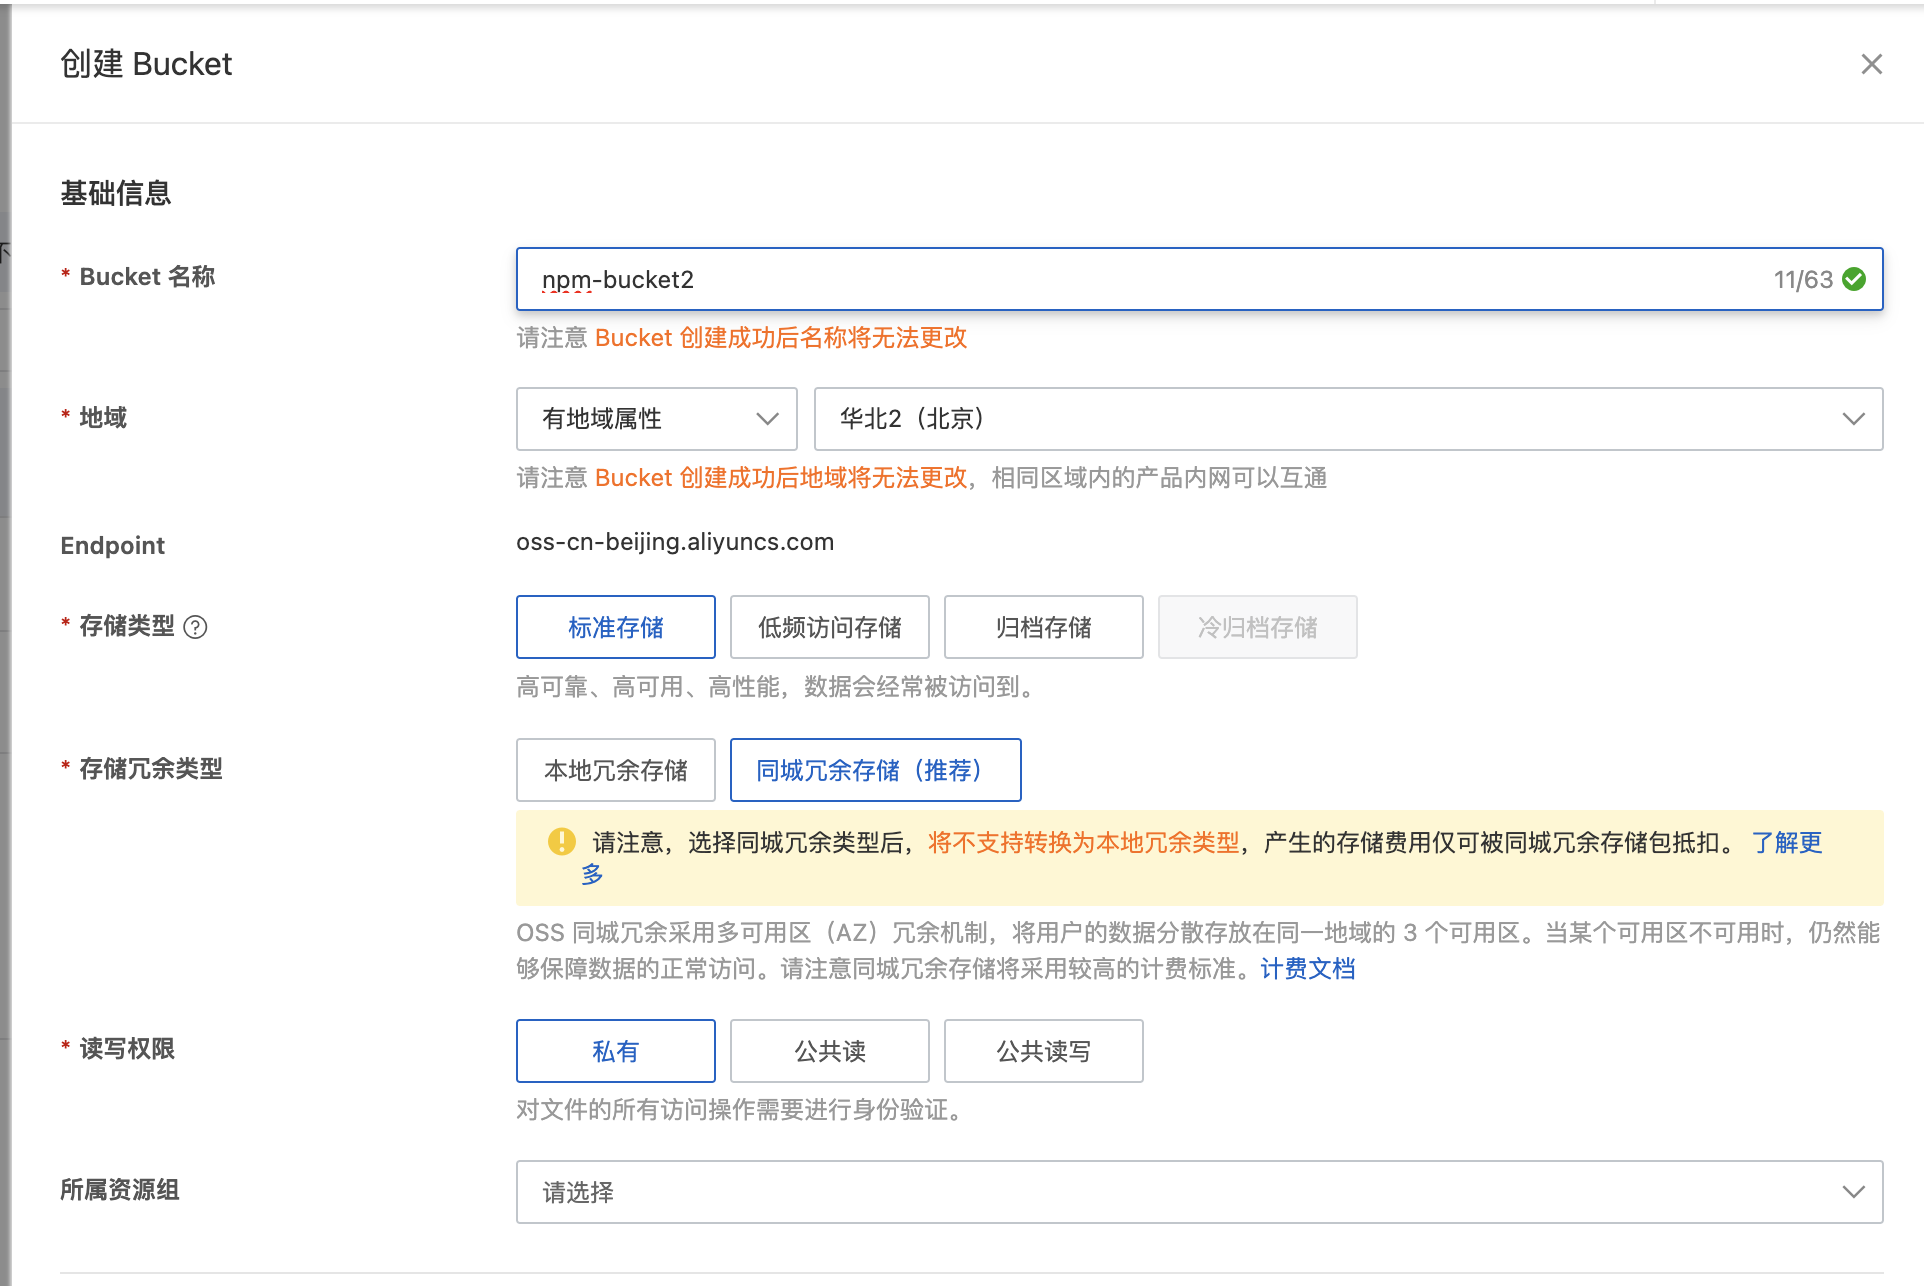 创建 Bucket
基础信息
* Bucket 名称
npm-bucket2
11/63
请注意 Bucket 创建成功后名称将无法更改
* 地域
有地域属性
华北2（北京）
请注意 Bucket 创建成功后地域将无法更改，相同区域内的产品内网可以互通
Endpoint
oss-cn-beijing.aliyuncs.com
* 存储类型 ?
标准存储
低频访问存储
归档存储
冷归档存储
高可靠、高可用、高性能，数据会经常被访问到。
* 存储冗余类型
本地冗余存储
同城冗余存储（推荐）
请注意，选择同城冗余类型后，将不支持转换为本地冗余类型，产生的存储费用仅可被同城冗余存储包抵扣。 了解更
多
OSS 同城冗余采用多可用区（AZ）冗余机制，将用户的数据分散存放在同一地域的 3 个可用区。当某个可用区不可用时，仍然能
够保障数据的正常访问。请注意同城冗余存储将采用较高的计费标准。计费文档
* 读写权限
私有
公共读
公共读写
对文件的所有访问操作需要进行身份验证。
所属资源组
请选择